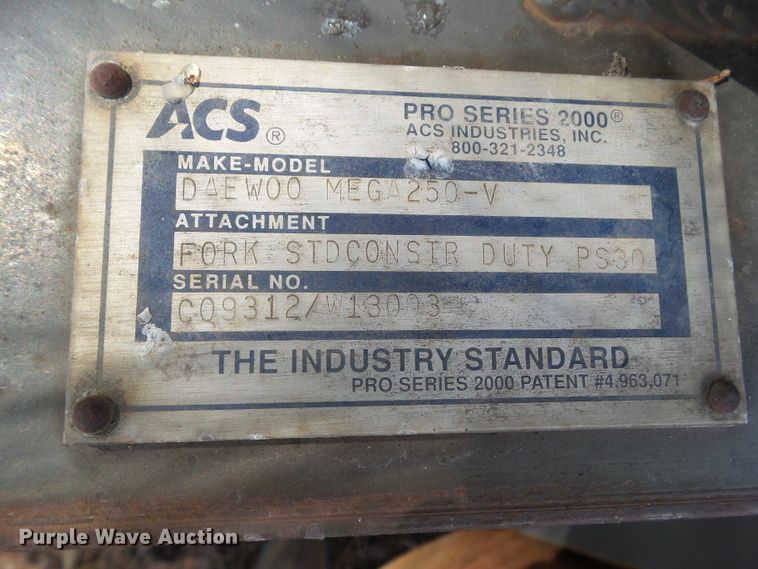 ACS ®
PRO SERIES 2000®
ACS INDUSTRIES, INC.
800-321-2348
MAKE-MODEL
DAEWOO MEGA250-V
ATTACHMENT
FORK STDCONSTR DUTY PS30
SERIAL NO.
C09312/W13003
THE INDUSTRY STANDARD
PRO SERIES 2000 PATENT #4,963,071
Purple Wave Auction